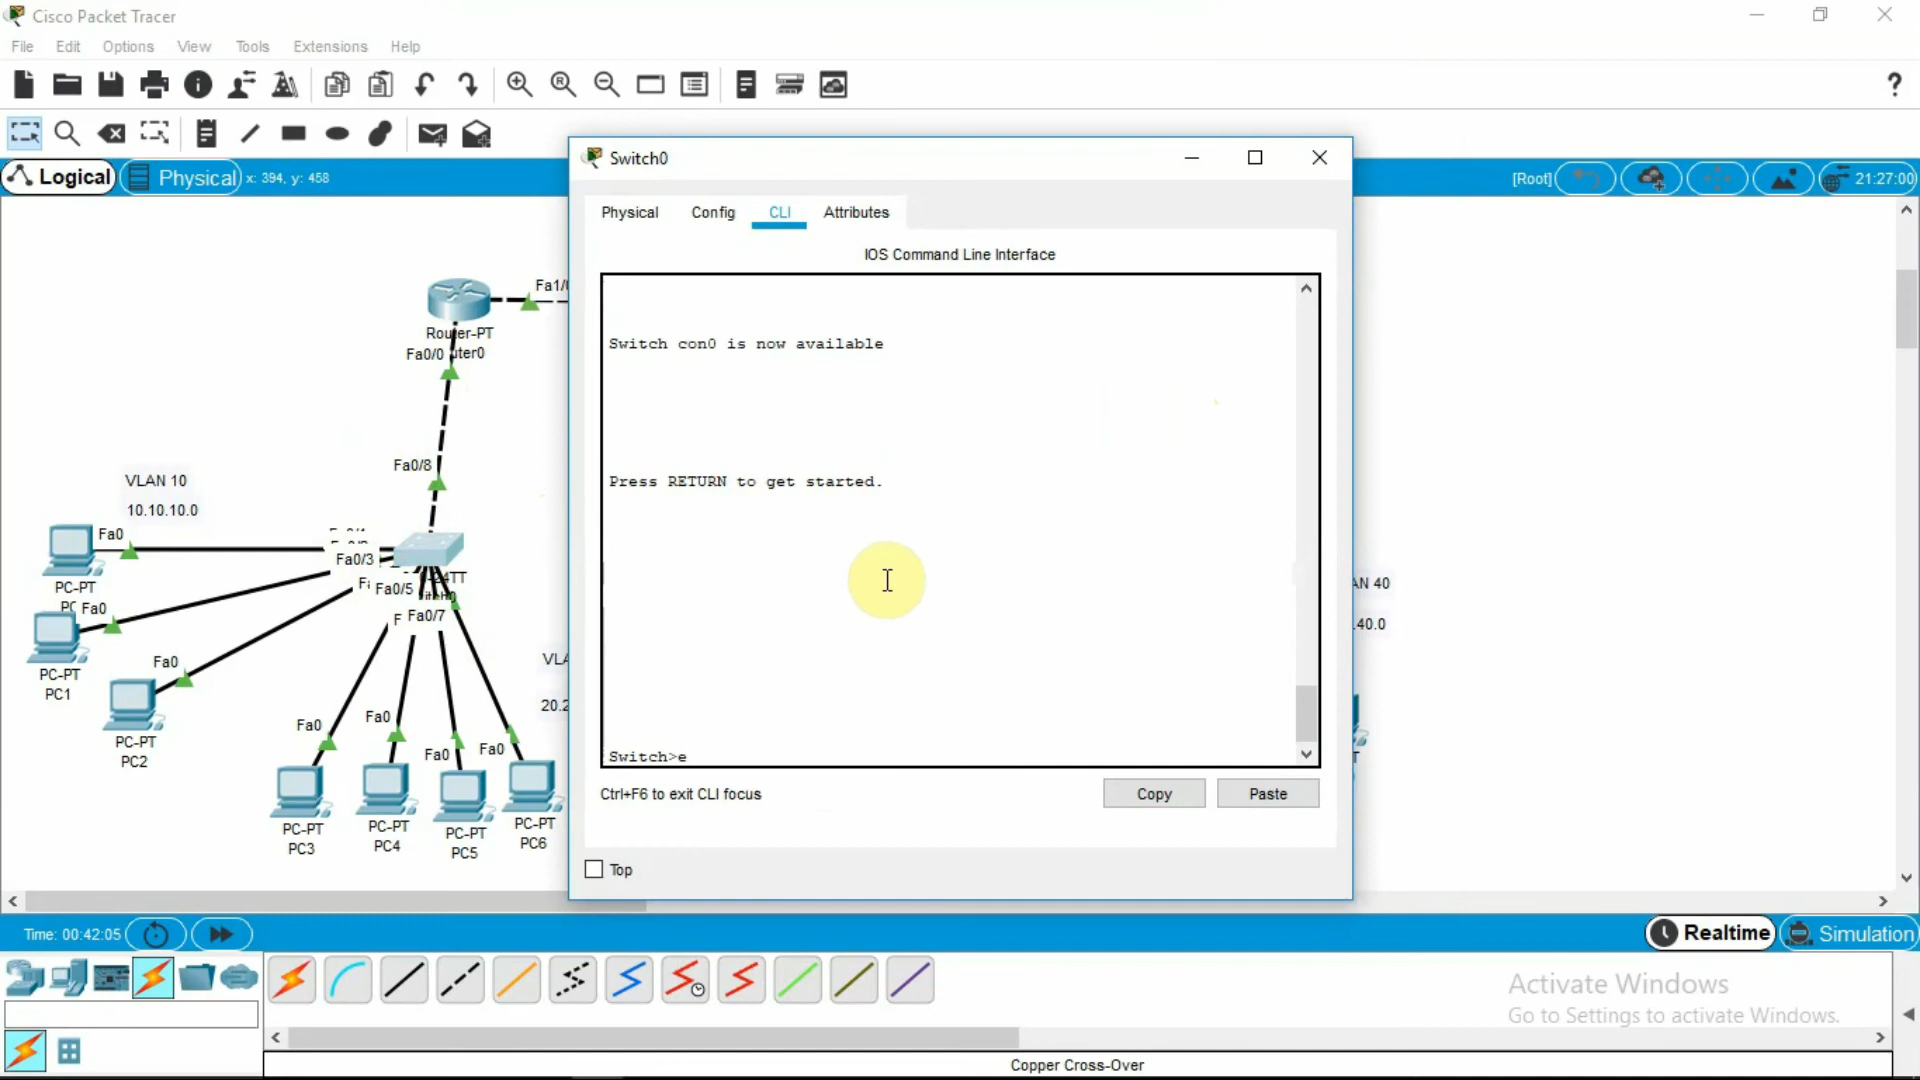 Cisco Packet Tracer
File Edit Options View Tools Extensions Help
?
Logical Physical x: 394, y: 458 [Root] 21:27:00
Switch0
Physical Config CLI Attributes
IOS Command Line Interface
Switch con0 is now available
Press RETURN to get started.
Switch>e
Ctrl+F6 to exit CLI focus
Copy
Paste
Top
Fa1/
Router-PT
Fa0/0
Fa0/8
VLAN 10
10.10.10.0
Fa0
PC-PT
Fa0/3
Fa0/5
Fa0/7
Fa0
PC-PT
PC1
Fa0
PC-PT
PC2
Fa0
PC-PT
PC3
Fa0
PC-PT
PC4
Fa0
PC-PT
PC5
Fa0
PC-PT
PC6
VLA
20.2
AN 40
.40.0
Time: 00:42:05
Realtime Simulation
Activate Windows
Go to Settings to activate Windows.
Copper Cross-Over